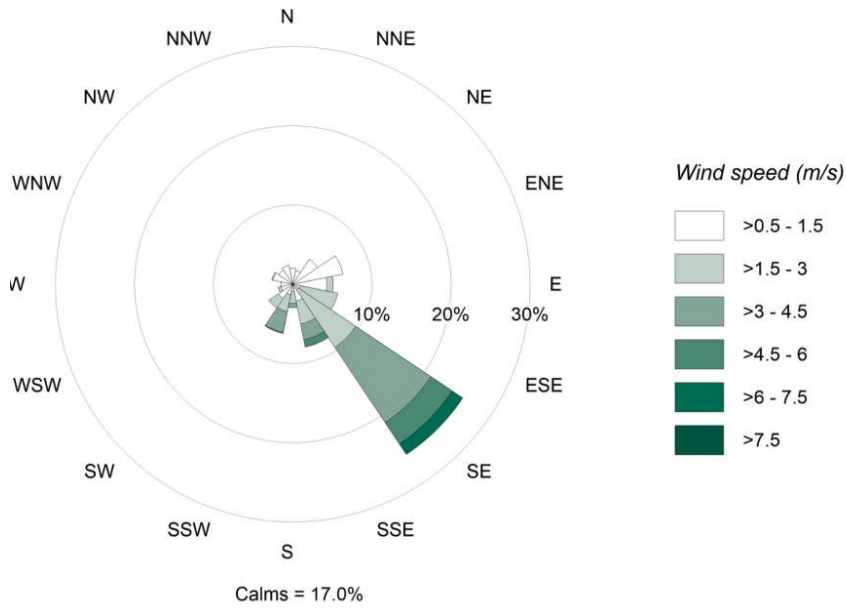 N
NNW
NNE
NW
NE
WNW
ENE
W
E
10%
20%
30%
WSW
ESE
SW
SE
SSW
SSE
S
Calms = 17.0%
Wind speed (m/s)
>0.5 - 1.5
>1.5 - 3
>3 - 4.5
>4.5 - 6
>6 - 7.5
>7.5